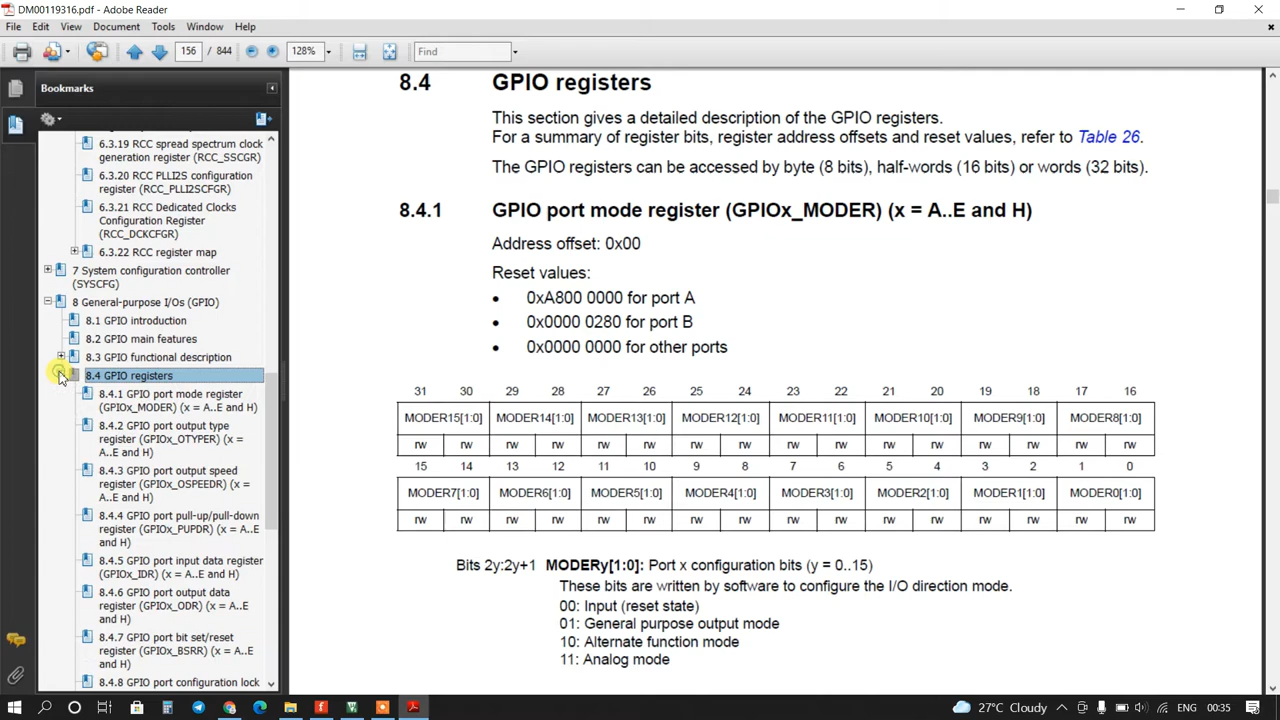 DM00119316.pdf - Adobe Reader
File Edit View Document Tools Window Help
156 / 844 128% Find
Bookmarks
6.3.19 RCC spread spectrum clock
generation register (RCC_SSCGR)
6.3.20 RCC PLLI2S configuration
register (RCC_PLLI2SCFGR)
6.3.21 RCC Dedicated Clocks
Configuration Register
(RCC_DCKCFGR)
6.3.22 RCC register map
7 System configuration controller
(SYSCFG)
8 General-purpose I/Os (GPIO)
8.1 GPIO introduction
8.2 GPIO main features
8.3 GPIO functional description
8.4 GPIO registers
8.4.1 GPIO port mode register
(GPIOx_MODER) (x = A..E and H)
8.4.2 GPIO port output type
register (GPIOx_OTYPER) (x =
A..E and H)
8.4.3 GPIO port output speed
register (GPIOx_OSPEEDR) (x =
A..E and H)
8.4.4 GPIO port pull-up/pull-down
register (GPIOx_PUPDR) (x = A..E
and H)
8.4.5 GPIO port input data register
(GPIOx_IDR) (x = A..E and H)
8.4.6 GPIO port output data
register (GPIOx_ODR) (x = A..E
and H)
8.4.7 GPIO port bit set/reset
register (GPIOx_BSRR) (x = A..E
and H)
8.4.8 GPIO port configuration lock
8.4 GPIO registers
This section gives a detailed description of the GPIO registers.
For a summary of register bits, register address offsets and reset values, refer to Table 26.
The GPIO registers can be accessed by byte (8 bits), half-words (16 bits) or words (32 bits).
8.4.1 GPIO port mode register (GPIOx_MODER) (x = A..E and H)
Address offset: 0x00
Reset values:
• 0xA800 0000 for port A
• 0x0000 0280 for port B
• 0x0000 0000 for other ports
31 30 29 28 27 26 25 24 23 22 21 20 19 18 17 16
MODER15[1:0] MODER14[1:0] MODER13[1:0] MODER12[1:0] MODER11[1:0] MODER10[1:0] MODER9[1:0] MODER8[1:0]
rw rw rw rw rw rw rw rw rw rw rw rw rw rw rw rw
15 14 13 12 11 10 9 8 7 6 5 4 3 2 1 0
MODER7[1:0] MODER6[1:0] MODER5[1:0] MODER4[1:0] MODER3[1:0] MODER2[1:0] MODER1[1:0] MODER0[1:0]
rw rw rw rw rw rw rw rw rw rw rw rw rw rw rw rw
Bits 2y:2y+1 MODERy[1:0]: Port x configuration bits (y = 0..15)
These bits are written by software to configure the I/O direction mode.
00: Input (reset state)
01: General purpose output mode
10: Alternate function mode
11: Analog mode
27°C Cloudy ENG 00:35